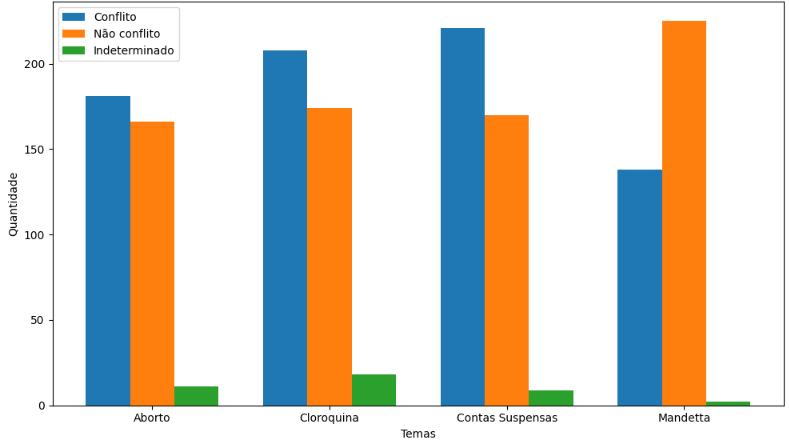 Conflito
Não conflito
Indeterminado
200
150
100
50
0
Quantidade
Aborto
Cloroquina
Contas Suspensas
Mandetta
Temas